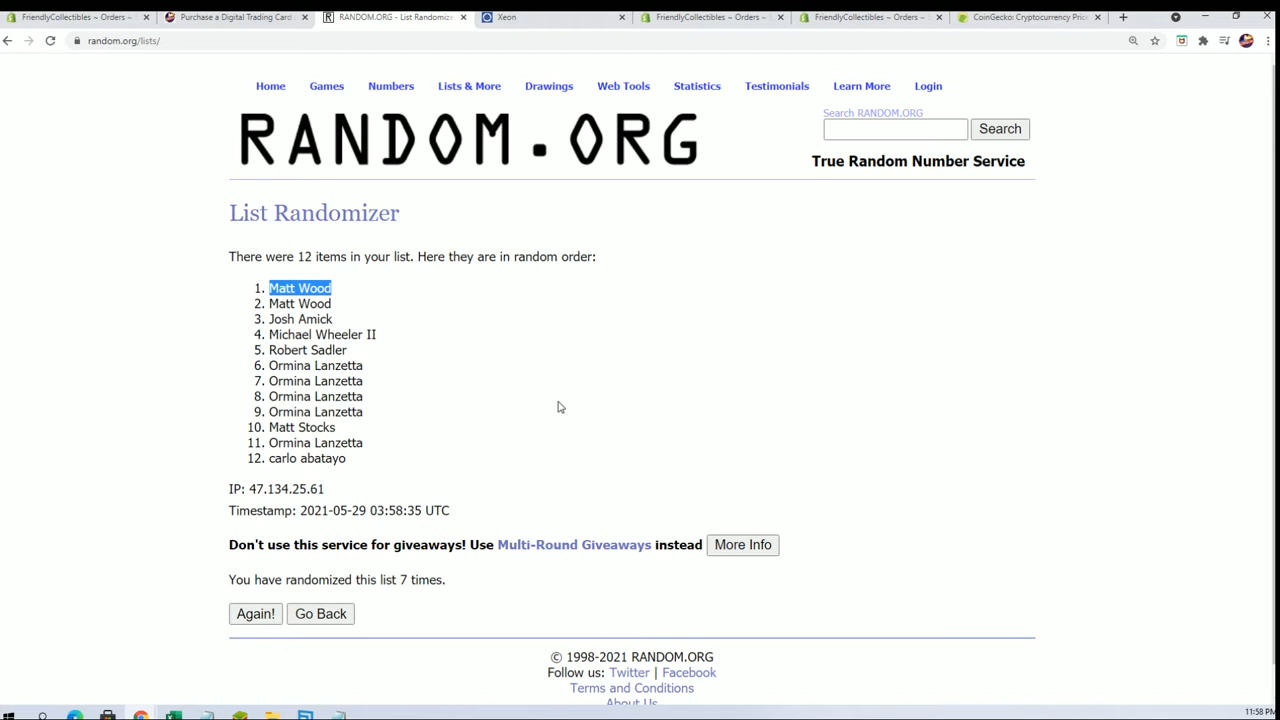 FriendlyCollectibles ~ Orders ~ S
Purchase a Digital Trading Card
RANDOM.ORG - List Randomizer
Xeon
FriendlyCollectibles ~ Orders ~
FriendlyCollectibles ~ Orders ~
CoinGecko: Cryptocurrency Price
random.org/lists/
Home Games Numbers Lists & More Drawings Web Tools Statistics Testimonials Learn More Login
Search RANDOM.ORG
RANDOM.ORG
Search
True Random Number Service
List Randomizer
There were 12 items in your list. Here they are in random order:
1. Matt Wood
2. Matt Wood
3. Josh Amick
4. Michael Wheeler II
5. Robert Sadler
6. Ormina Lanzetta
7. Ormina Lanzetta
8. Ormina Lanzetta
9. Ormina Lanzetta
10. Matt Stocks
11. Ormina Lanzetta
12. carlo abatayo
IP: 47.134.25.61
Timestamp: 2021-05-29 03:58:35 UTC
Don't use this service for giveaways! Use Multi-Round Giveaways instead More Info
You have randomized this list 7 times.
Again! Go Back
© 1998-2021 RANDOM.ORG
Follow us: Twitter | Facebook
Terms and Conditions
About Us
11:58 PM